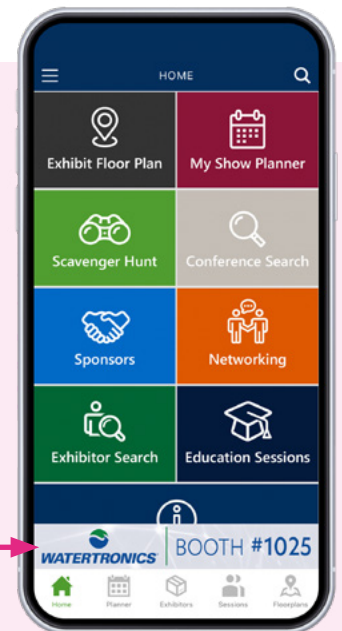 HOME
Exhibit Floor Plan
My Show Planner
Scavenger Hunt
Conference Search
Sponsors
Networking
Exhibitor Search
Education Sessions
WATERTRONICS
BOOTH #1025
Home
Planner
Exhibitors
Sessions
Floorplans